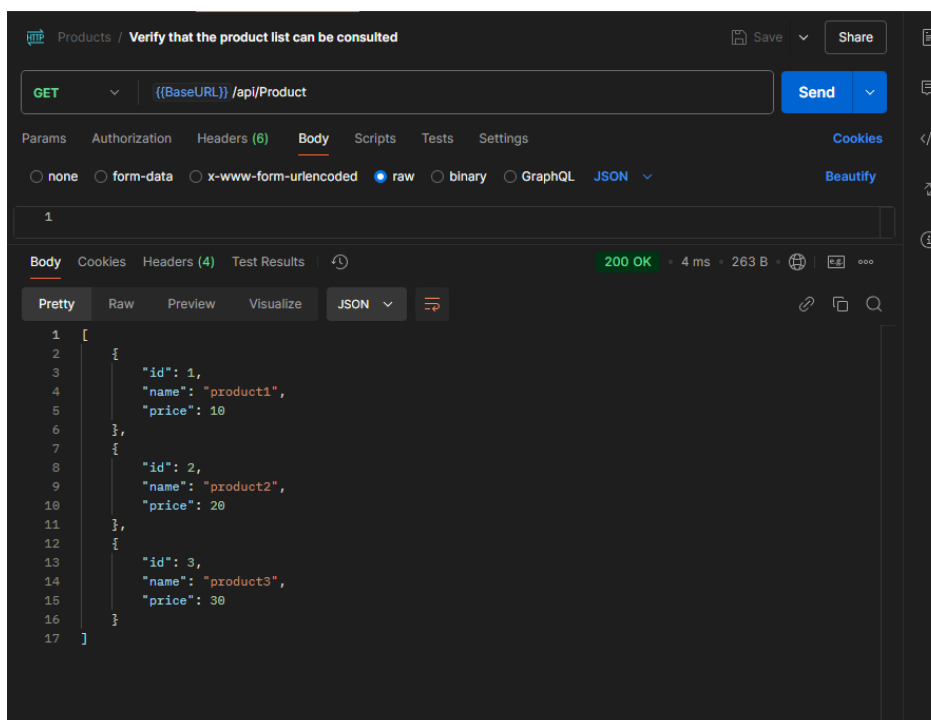 HTTP Products / Verify that the product list can be consulted Save Share
GET {{BaseURL}} /api/Product Send
Params Authorization Headers (6) Body Scripts Tests Settings Cookies
none form-data x-www-form-urlencoded raw binary GraphQL JSON Beautify
1
Body Cookies Headers (4) Test Results 200 OK 4 ms 263 B e.g.
Pretty Raw Preview Visualize JSON
1 [
2 {
3 "id": 1,
4 "name": "product1",
5 "price": 10
6 },
7 {
8 "id": 2,
9 "name": "product2",
10 "price": 20
11 },
12 {
13 "id": 3,
14 "name": "product3",
15 "price": 30
16 }
17 ]